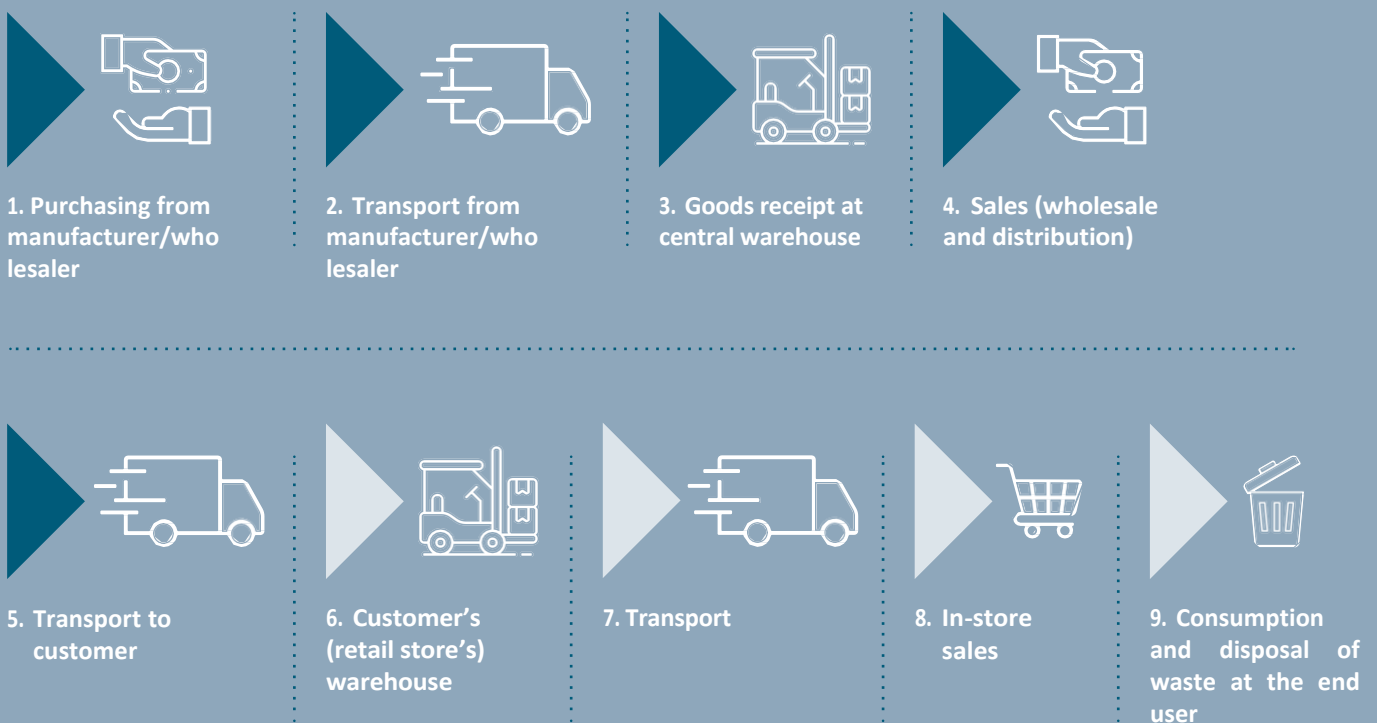 1. Purchasing from
manufacturer/who
lesaler
2. Transport from
manufacturer/who
lesaler
3. Goods receipt at
central warehouse
4. Sales (wholesale
and distribution)
5. Transport to
customer
6. Customer’s
(retail store’s)
warehouse
7. Transport
8. In-store
sales
9. Consumption
and disposal of
waste at the end
user